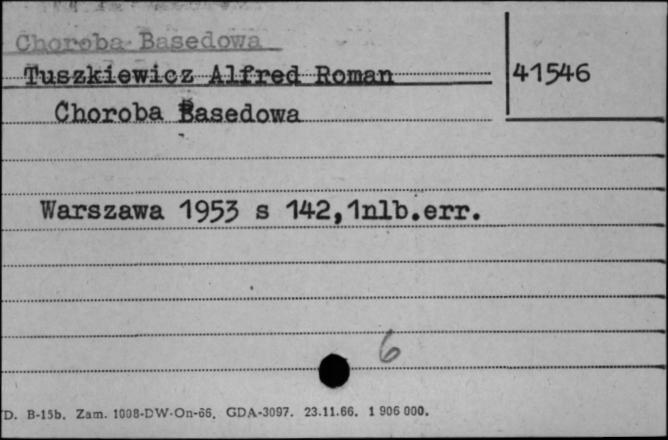 Choroba Basedowa
Tuszkiewicz Alfred Roman
41546
Choroba Basedowa
Warszawa 1953 s 142,1nlb.err.
6
D. B-15b. Zam. 1008-DW-On-66. GDA-3097. 23.11.66. 1 906 000.